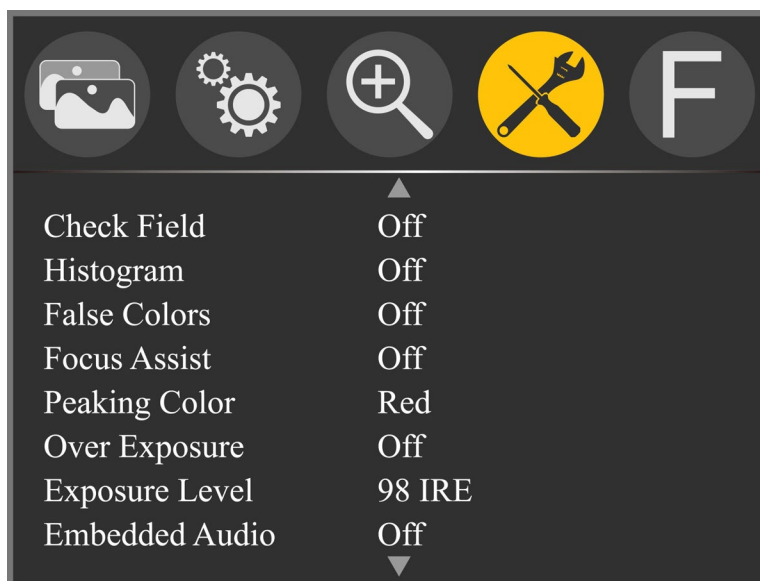 F
Check Field Off
Histogram Off
False Colors Off
Focus Assist Off
Peaking Color Red
Over Exposure Off
Exposure Level 98 IRE
Embedded Audio Off